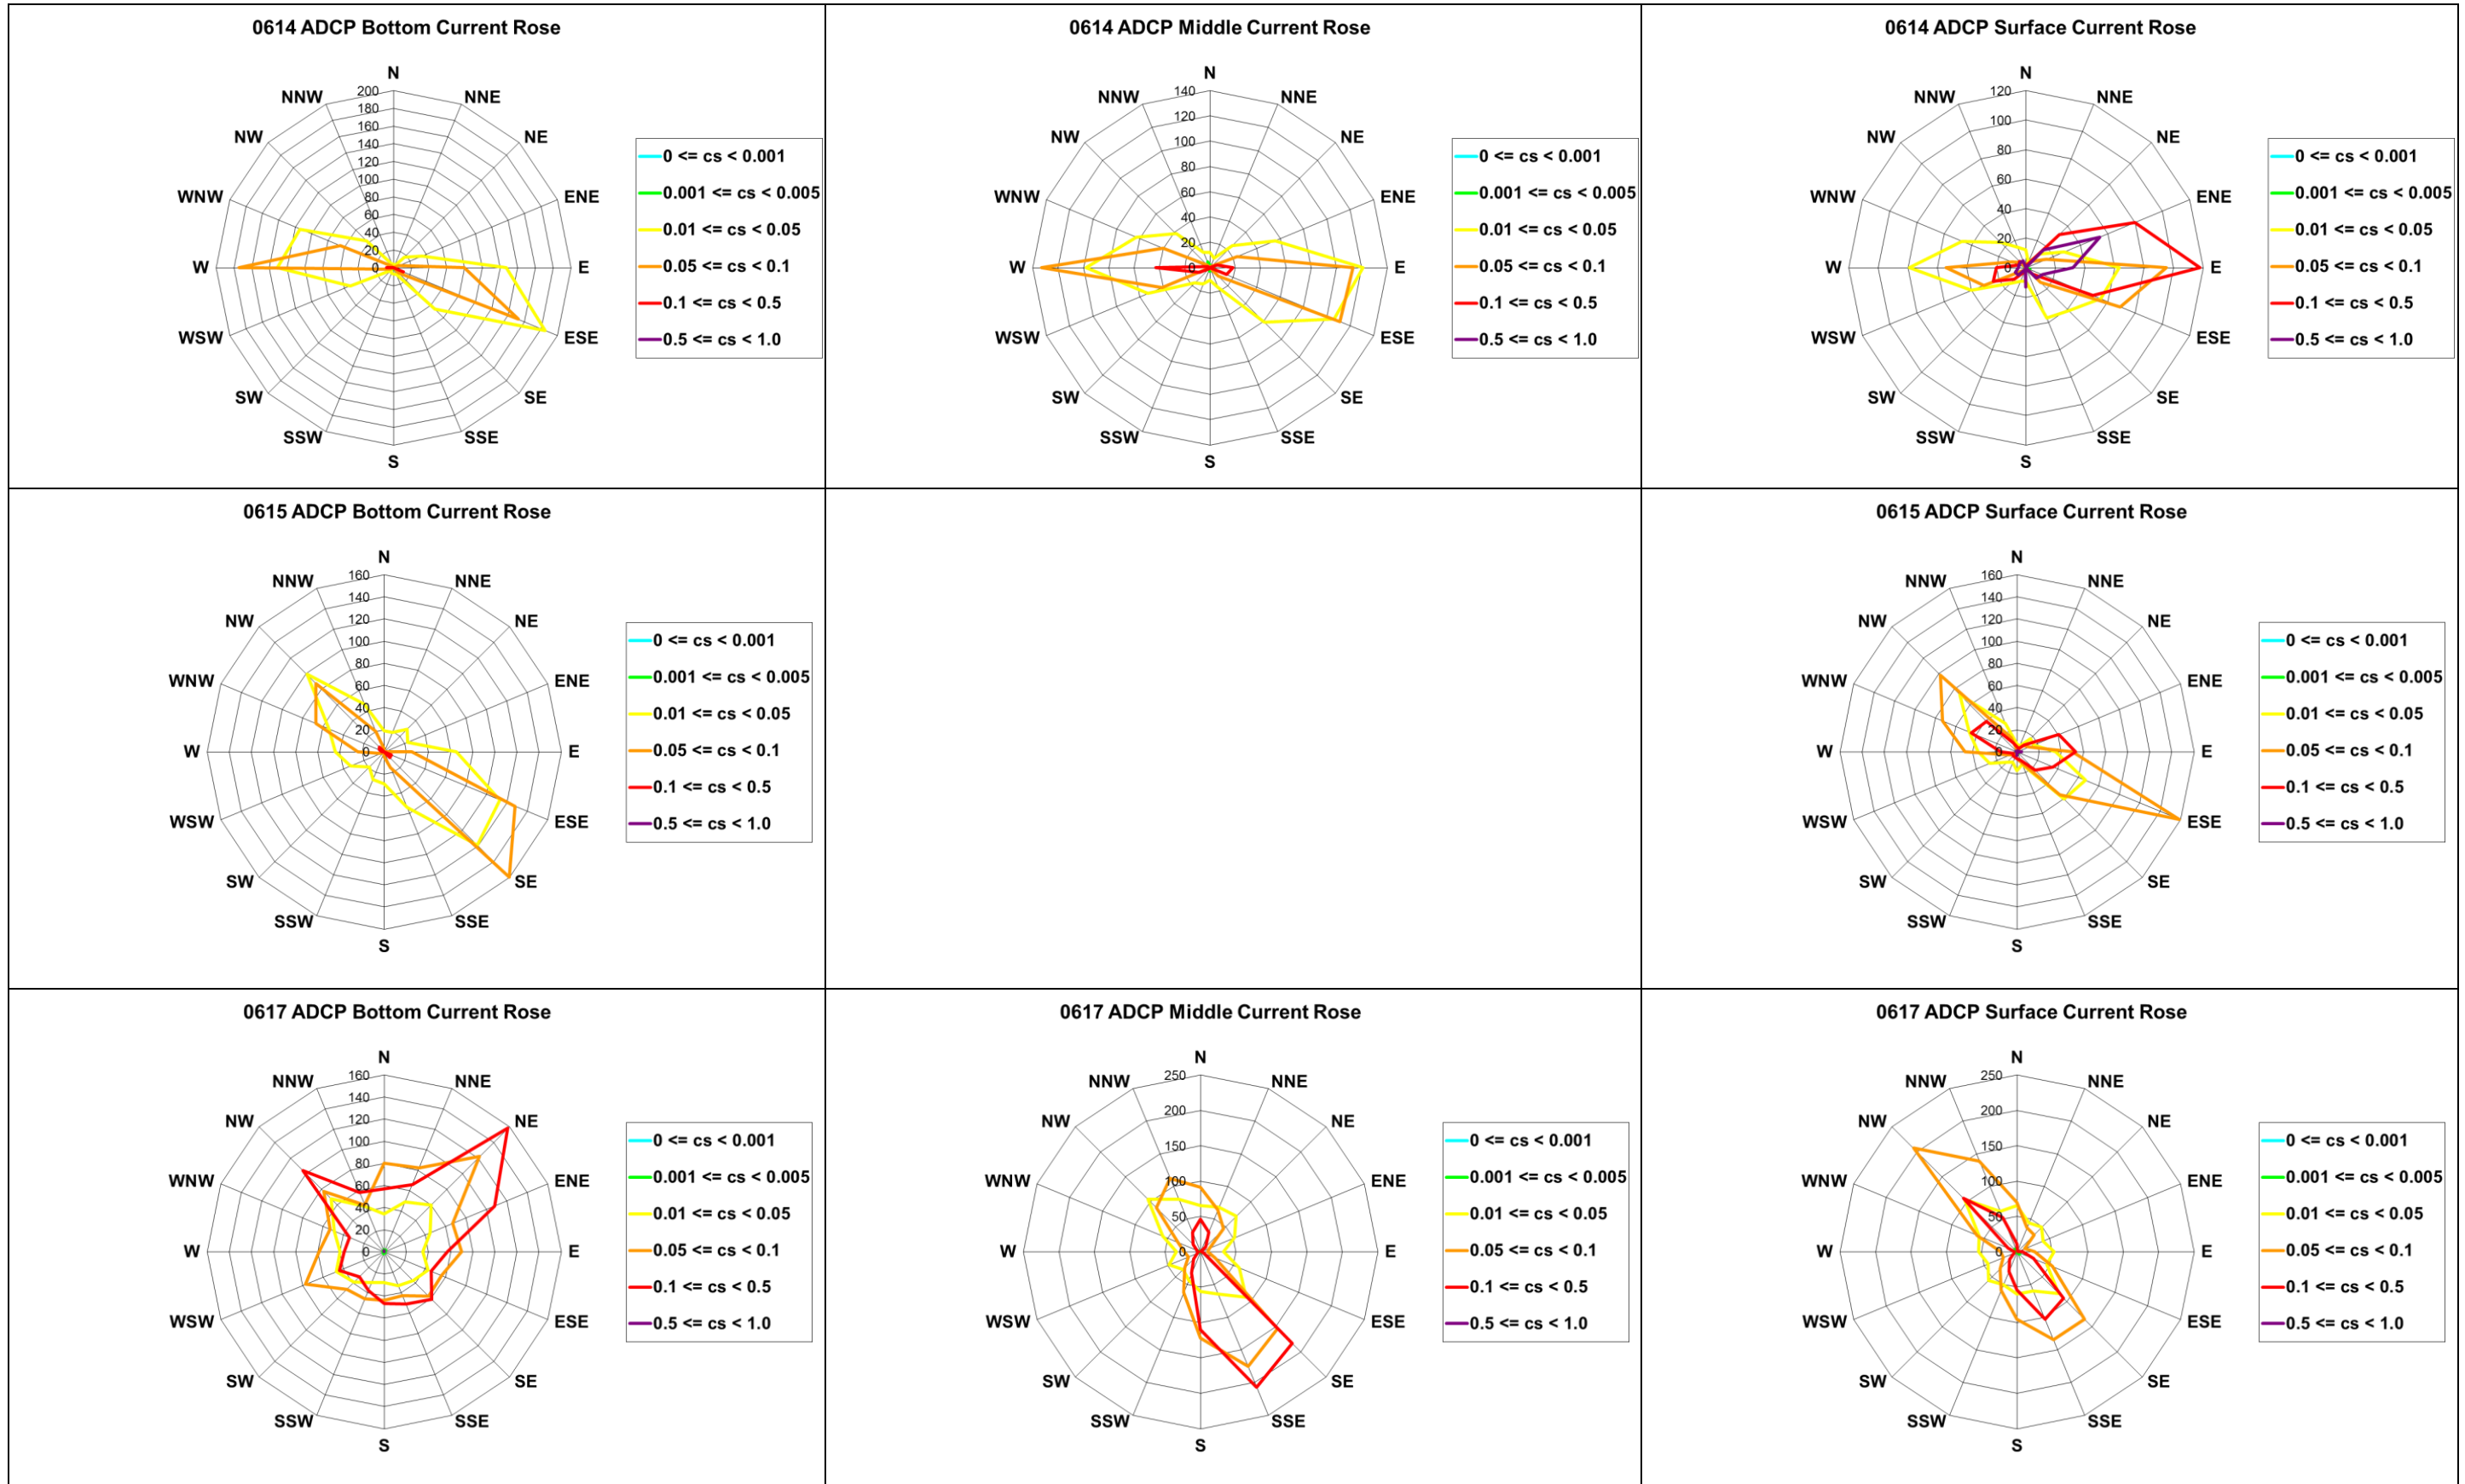 0614 ADCP Bottom Current Rose
N
NNE
NE
ENE
E
ESE
SE
SSE
S
SSW
SW
WSW
W
WNW
NW
NNW
200
180
160
140
120
100
80
60
40
20
0
0 <= cs < 0.001
0.001 <= cs < 0.005
0.01 <= cs < 0.05
0.05 <= cs < 0.1
0.1 <= cs < 0.5
0.5 <= cs < 1.0
0614 ADCP Middle Current Rose
N
NNE
NE
ENE
E
ESE
SE
SSE
S
SSW
SW
WSW
W
WNW
NW
NNW
140
120
100
80
60
40
20
0
0 <= cs < 0.001
0.001 <= cs < 0.005
0.01 <= cs < 0.05
0.05 <= cs < 0.1
0.1 <= cs < 0.5
0.5 <= cs < 1.0
0614 ADCP Surface Current Rose
N
NNE
NE
ENE
E
ESE
SE
SSE
S
SSW
SW
WSW
W
WNW
NW
NNW
120
100
80
60
40
20
0
0 <= cs < 0.001
0.001 <= cs < 0.005
0.01 <= cs < 0.05
0.05 <= cs < 0.1
0.1 <= cs < 0.5
0.5 <= cs < 1.0
0615 ADCP Bottom Current Rose
N
NNE
NE
ENE
E
ESE
SE
SSE
S
SSW
SW
WSW
W
WNW
NW
NNW
160
140
120
100
80
60
40
20
0
0 <= cs < 0.001
0.001 <= cs < 0.005
0.01 <= cs < 0.05
0.05 <= cs < 0.1
0.1 <= cs < 0.5
0.5 <= cs < 1.0
0615 ADCP Surface Current Rose
N
NNE
NE
ENE
E
ESE
SE
SSE
S
SSW
SW
WSW
W
WNW
NW
NNW
160
140
120
100
80
60
40
20
0
0 <= cs < 0.001
0.001 <= cs < 0.005
0.01 <= cs < 0.05
0.05 <= cs < 0.1
0.1 <= cs < 0.5
0.5 <= cs < 1.0
0617 ADCP Bottom Current Rose
N
NNE
NE
ENE
E
ESE
SE
SSE
S
SSW
SW
WSW
W
WNW
NW
NNW
160
140
120
100
80
60
40
20
0
0 <= cs < 0.001
0.001 <= cs < 0.005
0.01 <= cs < 0.05
0.05 <= cs < 0.1
0.1 <= cs < 0.5
0.5 <= cs < 1.0
0617 ADCP Middle Current Rose
N
NNE
NE
ENE
E
ESE
SE
SSE
S
SSW
SW
WSW
W
WNW
NW
NNW
250
200
150
100
50
0
0 <= cs < 0.001
0.001 <= cs < 0.005
0.01 <= cs < 0.05
0.05 <= cs < 0.1
0.1 <= cs < 0.5
0.5 <= cs < 1.0
0617 ADCP Surface Current Rose
N
NNE
NE
ENE
E
ESE
SE
SSE
S
SSW
SW
WSW
W
WNW
NW
NNW
250
200
150
100
50
0
0 <= cs < 0.001
0.001 <= cs < 0.005
0.01 <= cs < 0.05
0.05 <= cs < 0.1
0.1 <= cs < 0.5
0.5 <= cs < 1.0